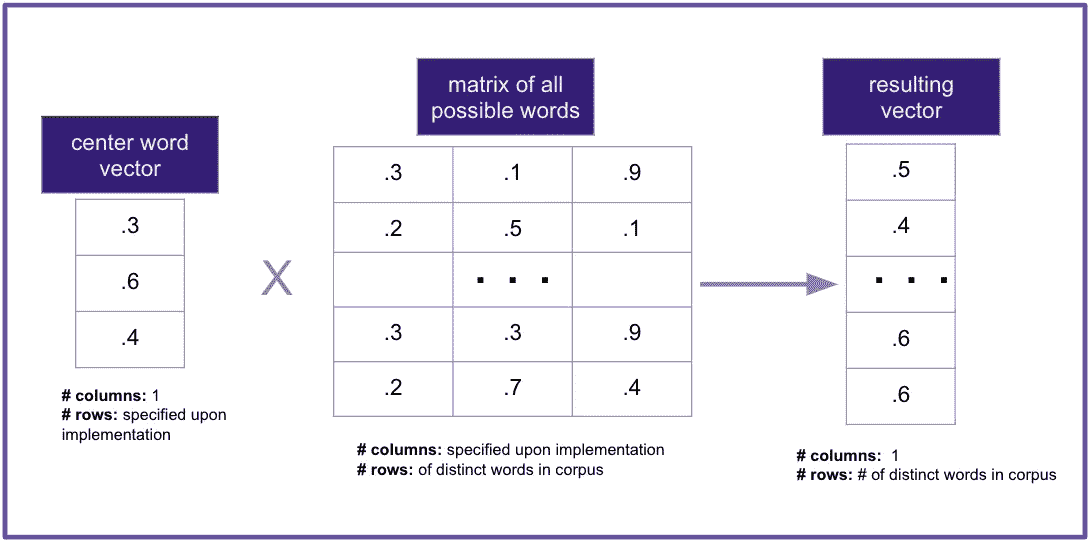 center word
vector
.3
.6
.4
# columns: 1
# rows: specified upon
implementation
X
matrix of all
possible words
.3 .1 .9
.2 .5 .1
. . .
.3 .3 .9
.2 .7 .4
# columns: specified upon implementation
# rows: of distinct words in corpus
resulting
vector
.5
.4
. . .
.6
.6
# columns: 1
# rows: # of distinct words in corpus